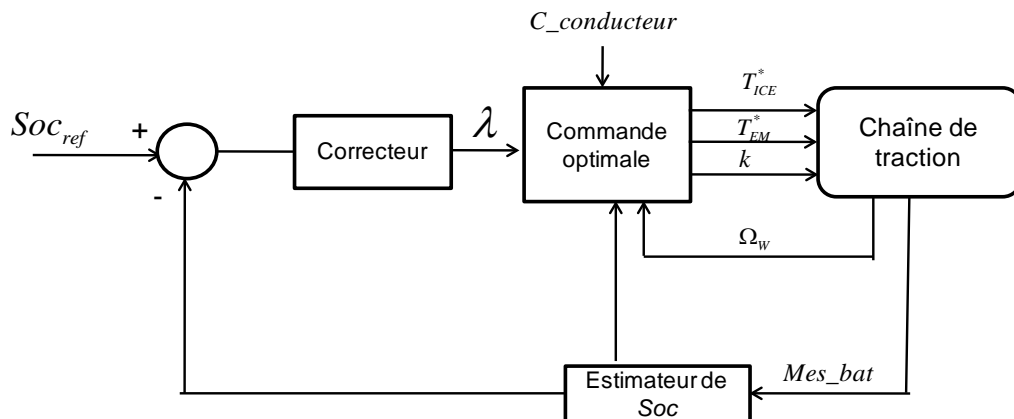 C_conducteur
Soc_ref
+
-
Correcteur
λ
Commande
optimale
T*_ICE
T*_EM
k
Chaîne de
traction
Ω_W
Estimateur de
Soc
Mes_bat